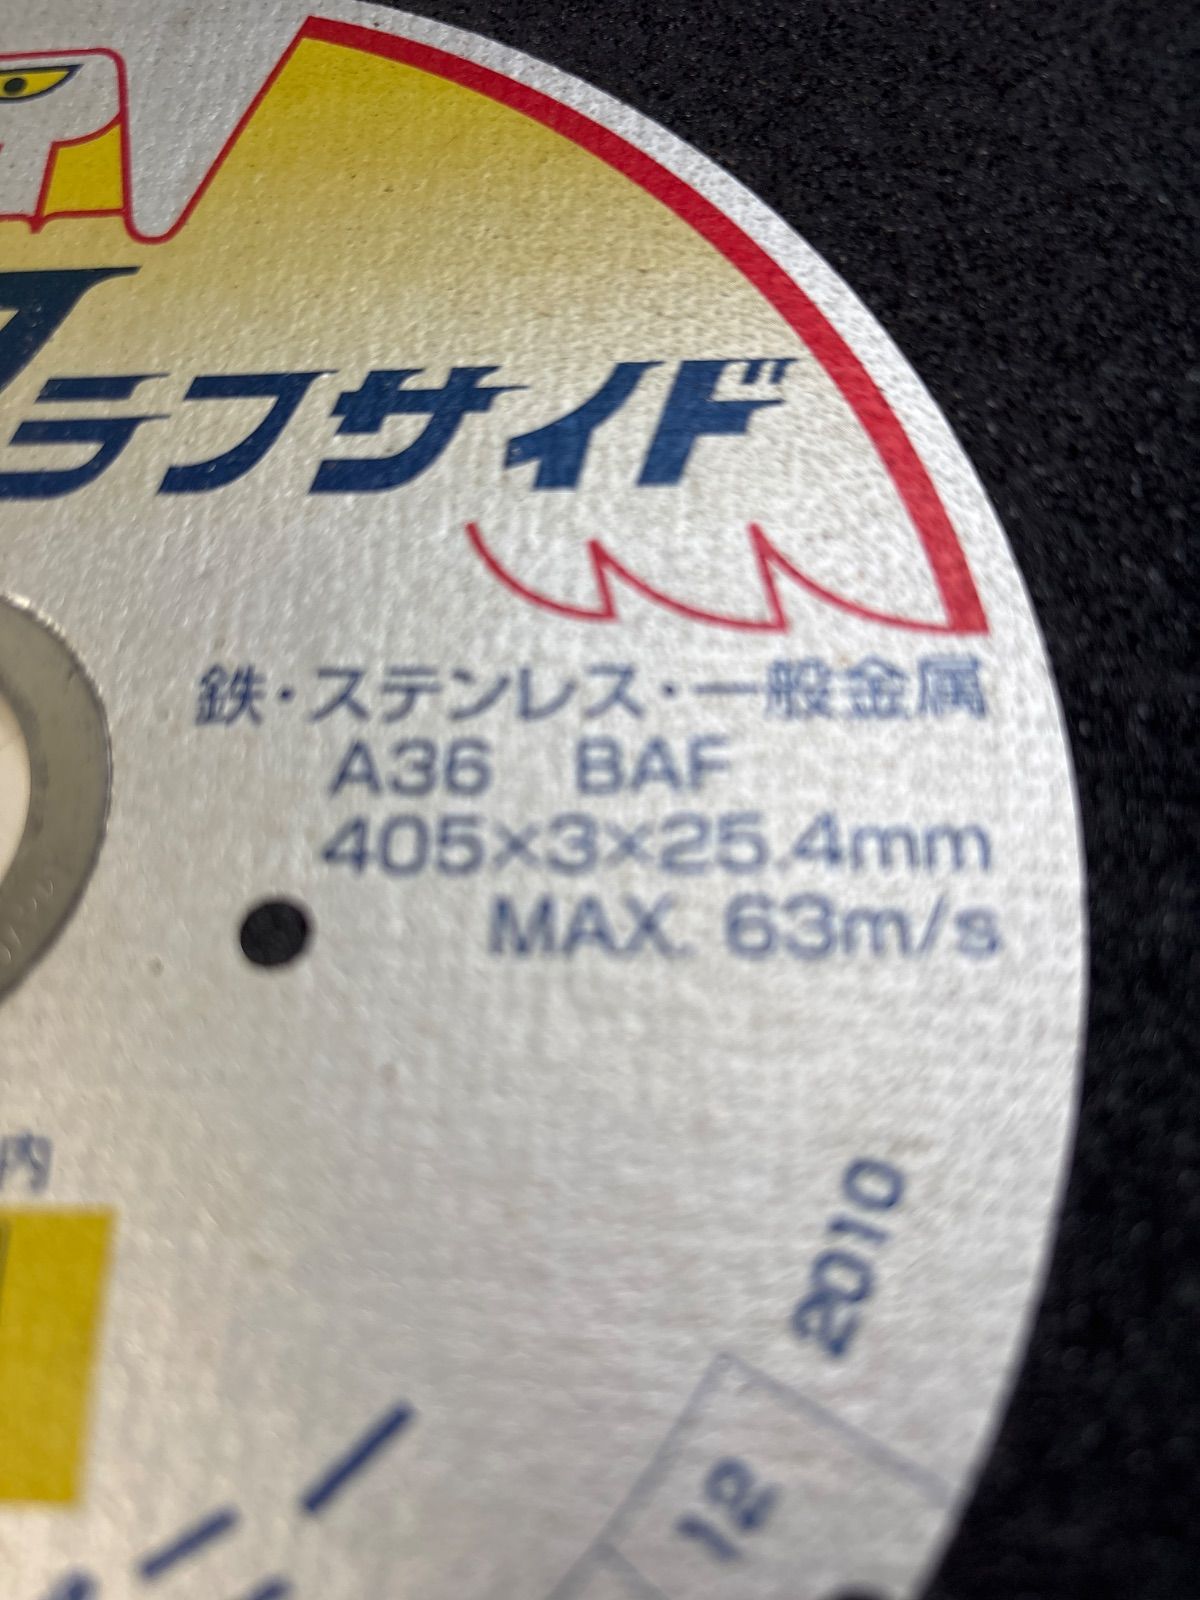 ラフサイド
鉄・ステンレス・一般金属
A36 BAF
405×3×25.4mm
MAX. 63m/s
内
2010
12